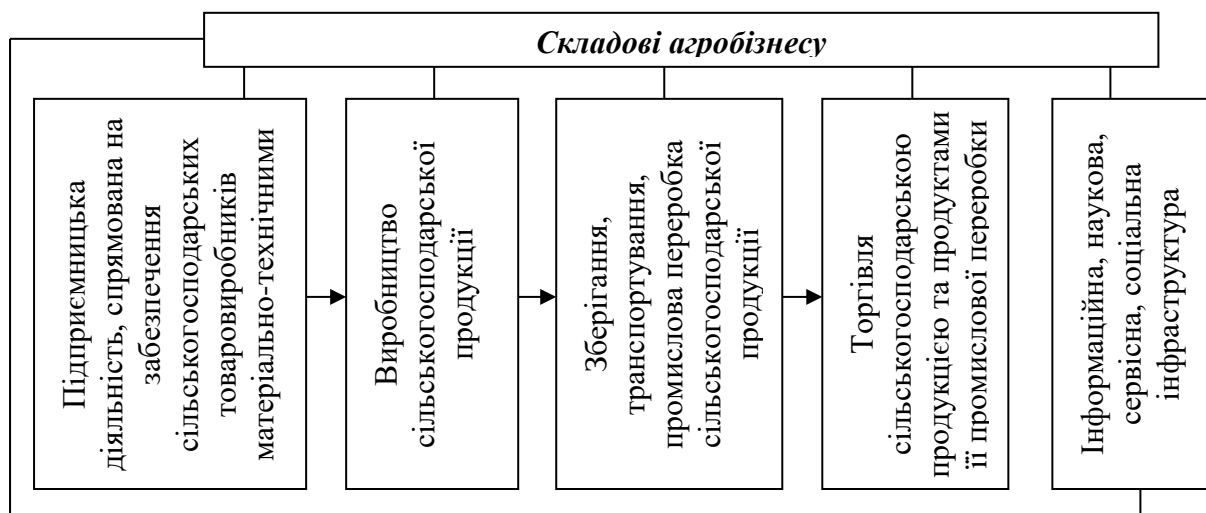 Складові агробізнесу
Підприємницька
діяльність, спрямована на
забезпечення
сільськогосподарських
товаровиробників
матеріально-технічними
Виробництво
сільськогосподарської
продукції
Зберігання,
транспортування,
промислова переробка
сільськогосподарської
продукції
Торгівля
сільськогосподарською
продукцією та продуктами
її промислової переробки
Інформаційна, наукова,
сервісна, соціальна
інфраструктура